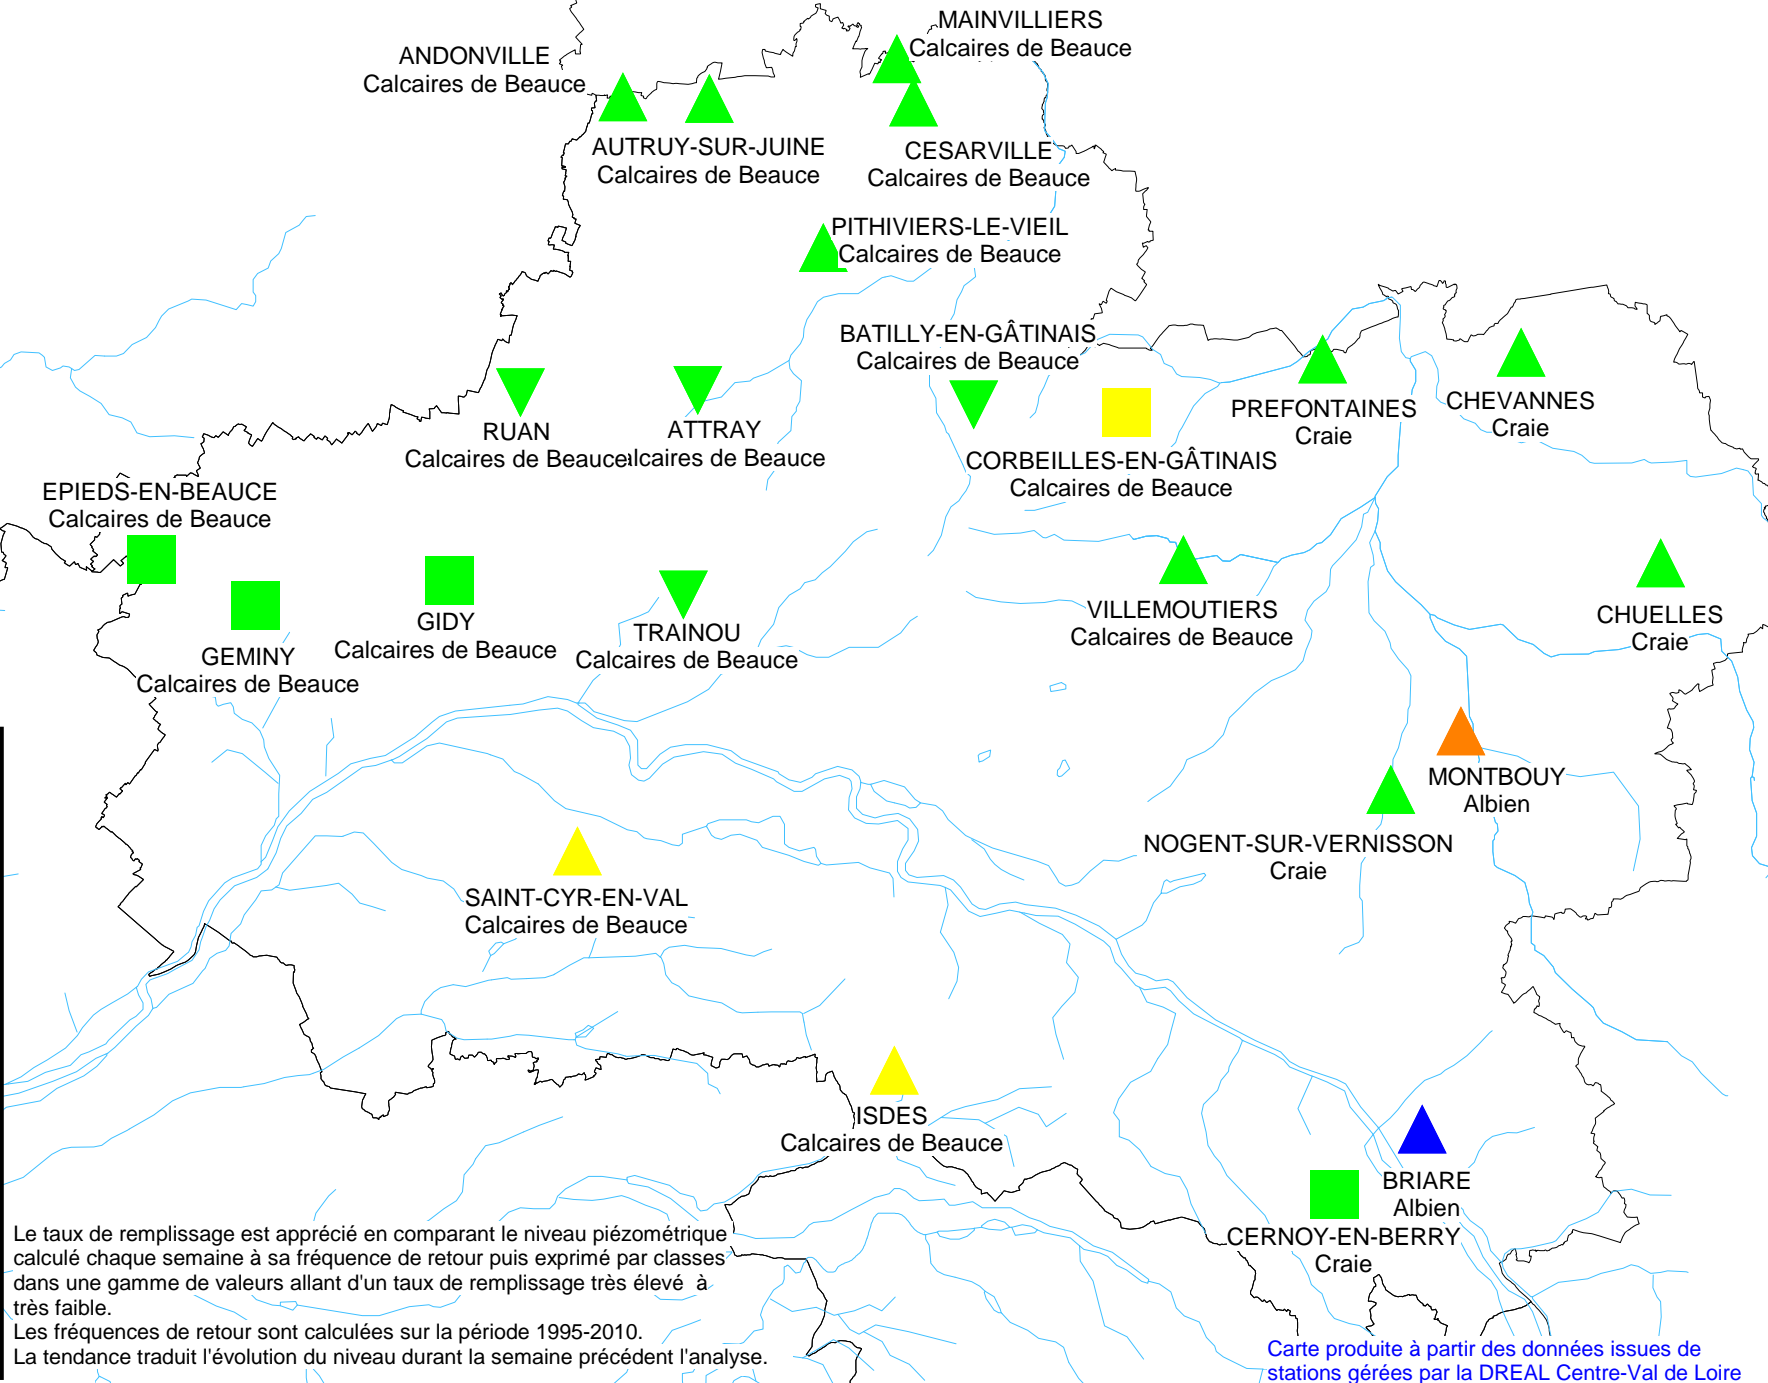 MAINVILLIERS
Calcaires de Beauce
ANDONVILLE
Calcaires de Beauce
AUTRUY-SUR-JUINE
Calcaires de Beauce
CESARVILLE
Calcaires de Beauce
PITHIVIERS-LE-VIEIL
Calcaires de Beauce
BATILLY-EN-GÂTINAIS
Calcaires de Beauce
PREFONTAINES
Craie
CHEVANNES
Craie
RUAN
Calcaires de Beauce
ATTRAY
alcaires de Beauce
CORBEILLES-EN-GÂTINAIS
Calcaires de Beauce
EPIEDS-EN-BEAUCE
Calcaires de Beauce
GEMINY
Calcaires de Beauce
GIDY
Calcaires de Beauce
TRAINOU
Calcaires de Beauce
VILLEMOUTIERS
Calcaires de Beauce
CHUELLES
Craie
MONTBOUY
Albien
NOGENT-SUR-VERNISSON
Craie
SAINT-CYR-EN-VAL
Calcaires de Beauce
ISDES
Calcaires de Beauce
BRIARE
Albien
CERNOY-EN-BERRY
Craie
Le taux de remplissage est apprécié en comparant le niveau piézométrique
calculé chaque semaine à sa fréquence de retour puis exprimé par classes
dans une gamme de valeurs allant d'un taux de remplissage très élevé à
très faible.
Les fréquences de retour sont calculées sur la période 1995-2010.
La tendance traduit l'évolution du niveau durant la semaine précédent l'analyse.
Carte produite à partir des données issues de
stations gérées par la DREAL Centre-Val de Loire